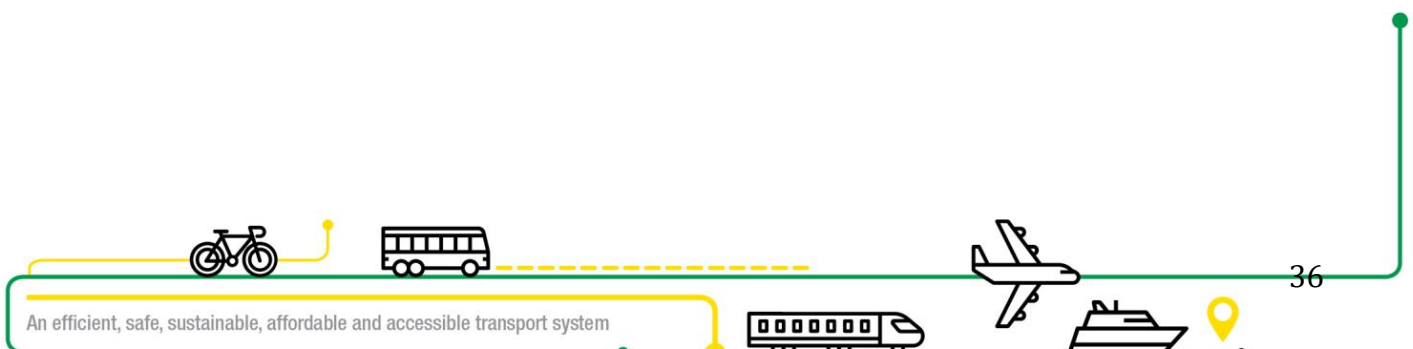 36
An efficient, safe, sustainable, affordable and accessible transport system